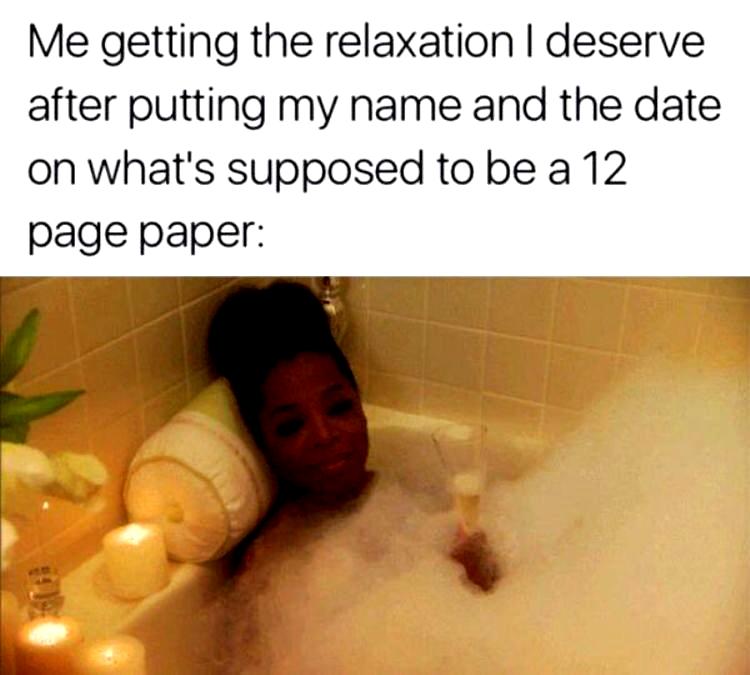 Me getting the relaxation I deserve
after putting my name and the date
on what's supposed to be a 12
page paper: